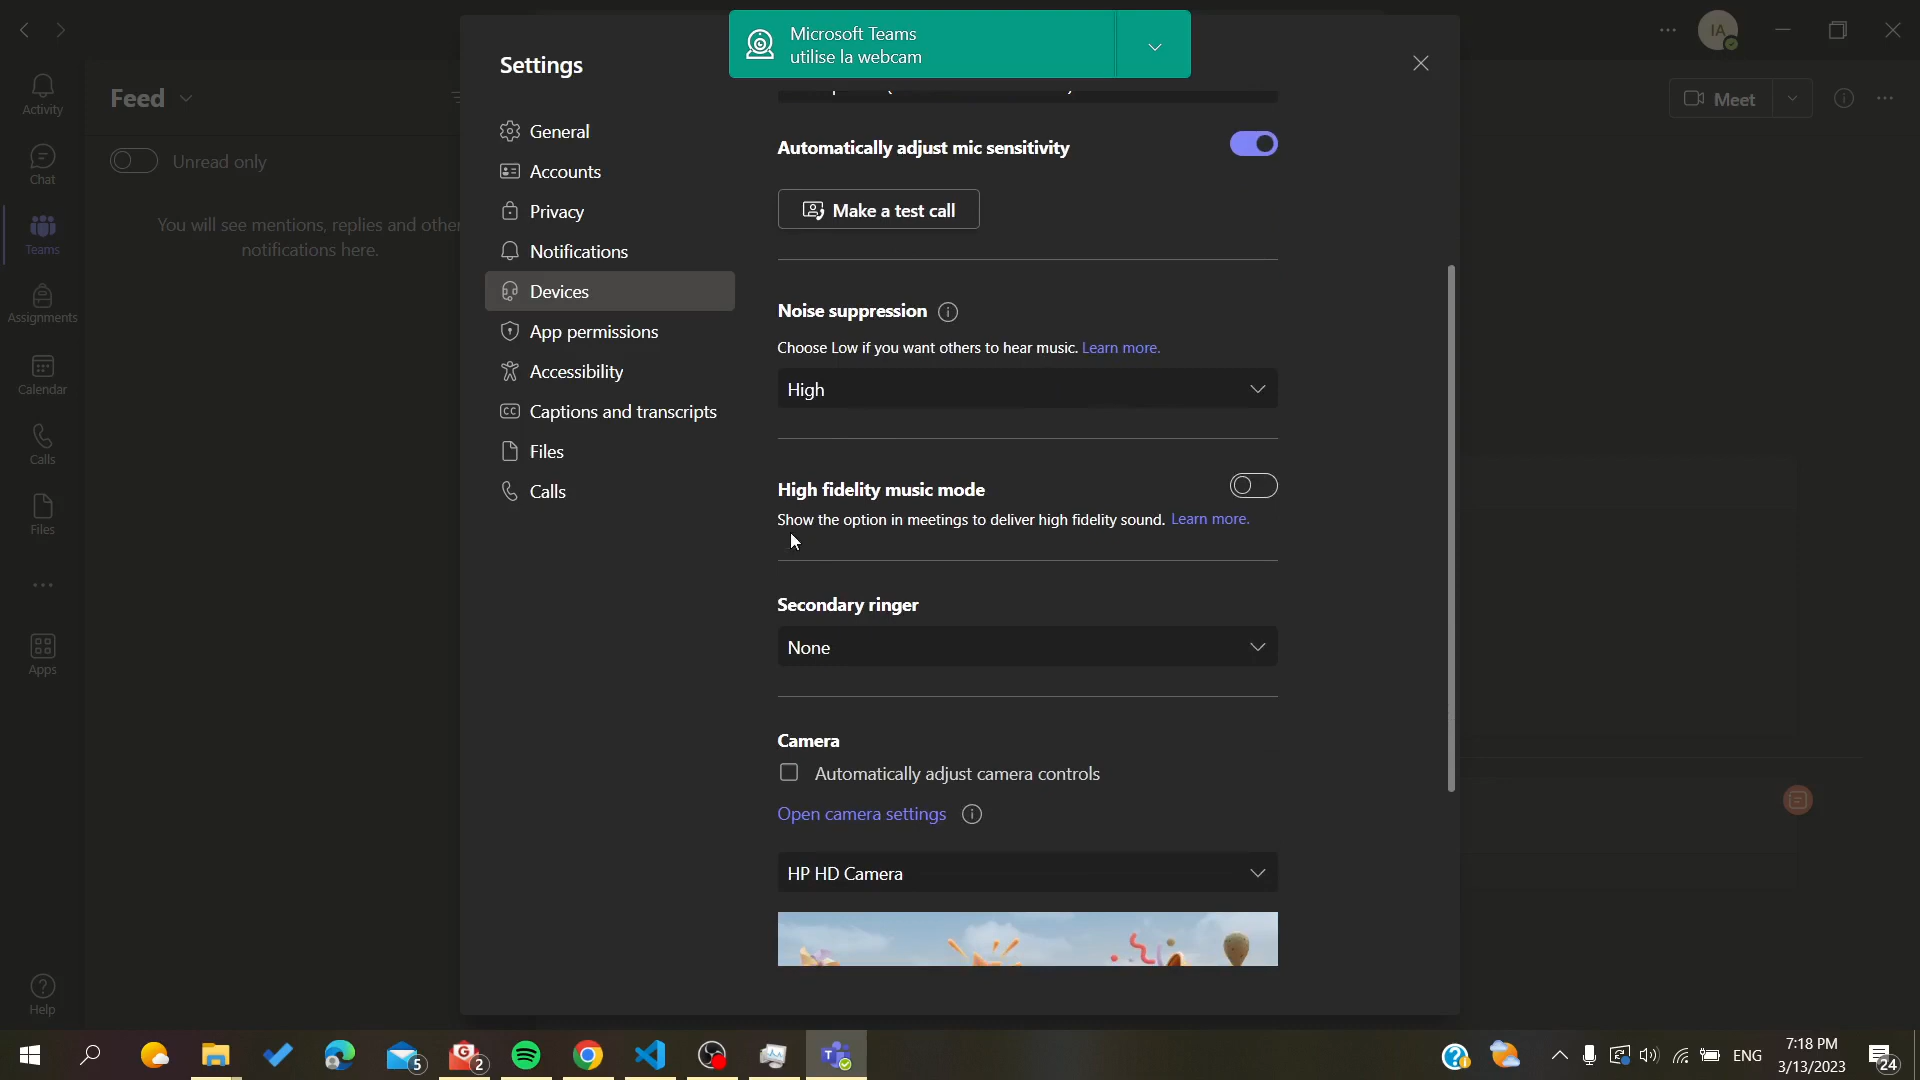 Microsoft Teams
utilise la webcam
IA
Settings
Feed
Meet
Activity
Unread only
Chat
You will see mentions, replies and other
notifications here.
Teams
Assignments
Calendar
Calls
Files
Apps
Help
General
Accounts
Privacy
Notifications
Devices
App permissions
Accessibility
CC Captions and transcripts
Files
Calls
Automatically adjust mic sensitivity
Make a test call
Noise suppression
Choose Low if you want others to hear music. Learn more.
High
High fidelity music mode
Show the option in meetings to deliver high fidelity sound. Learn more.
Secondary ringer
None
Camera
Automatically adjust camera controls
Open camera settings
HP HD Camera
5
2
ENG
7:18 PM
3/13/2023
24